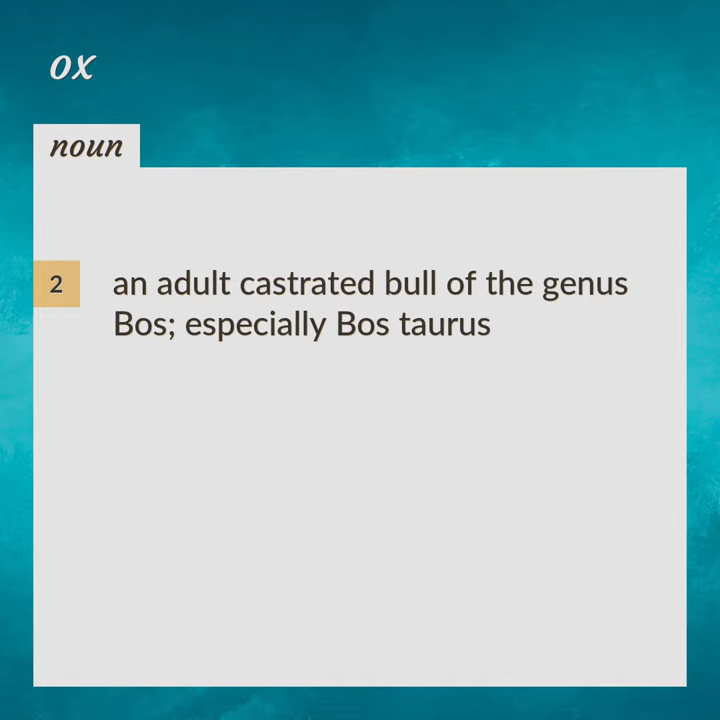 ox
noun
2 an adult castrated bull of the genus
Bos; especially Bos taurus